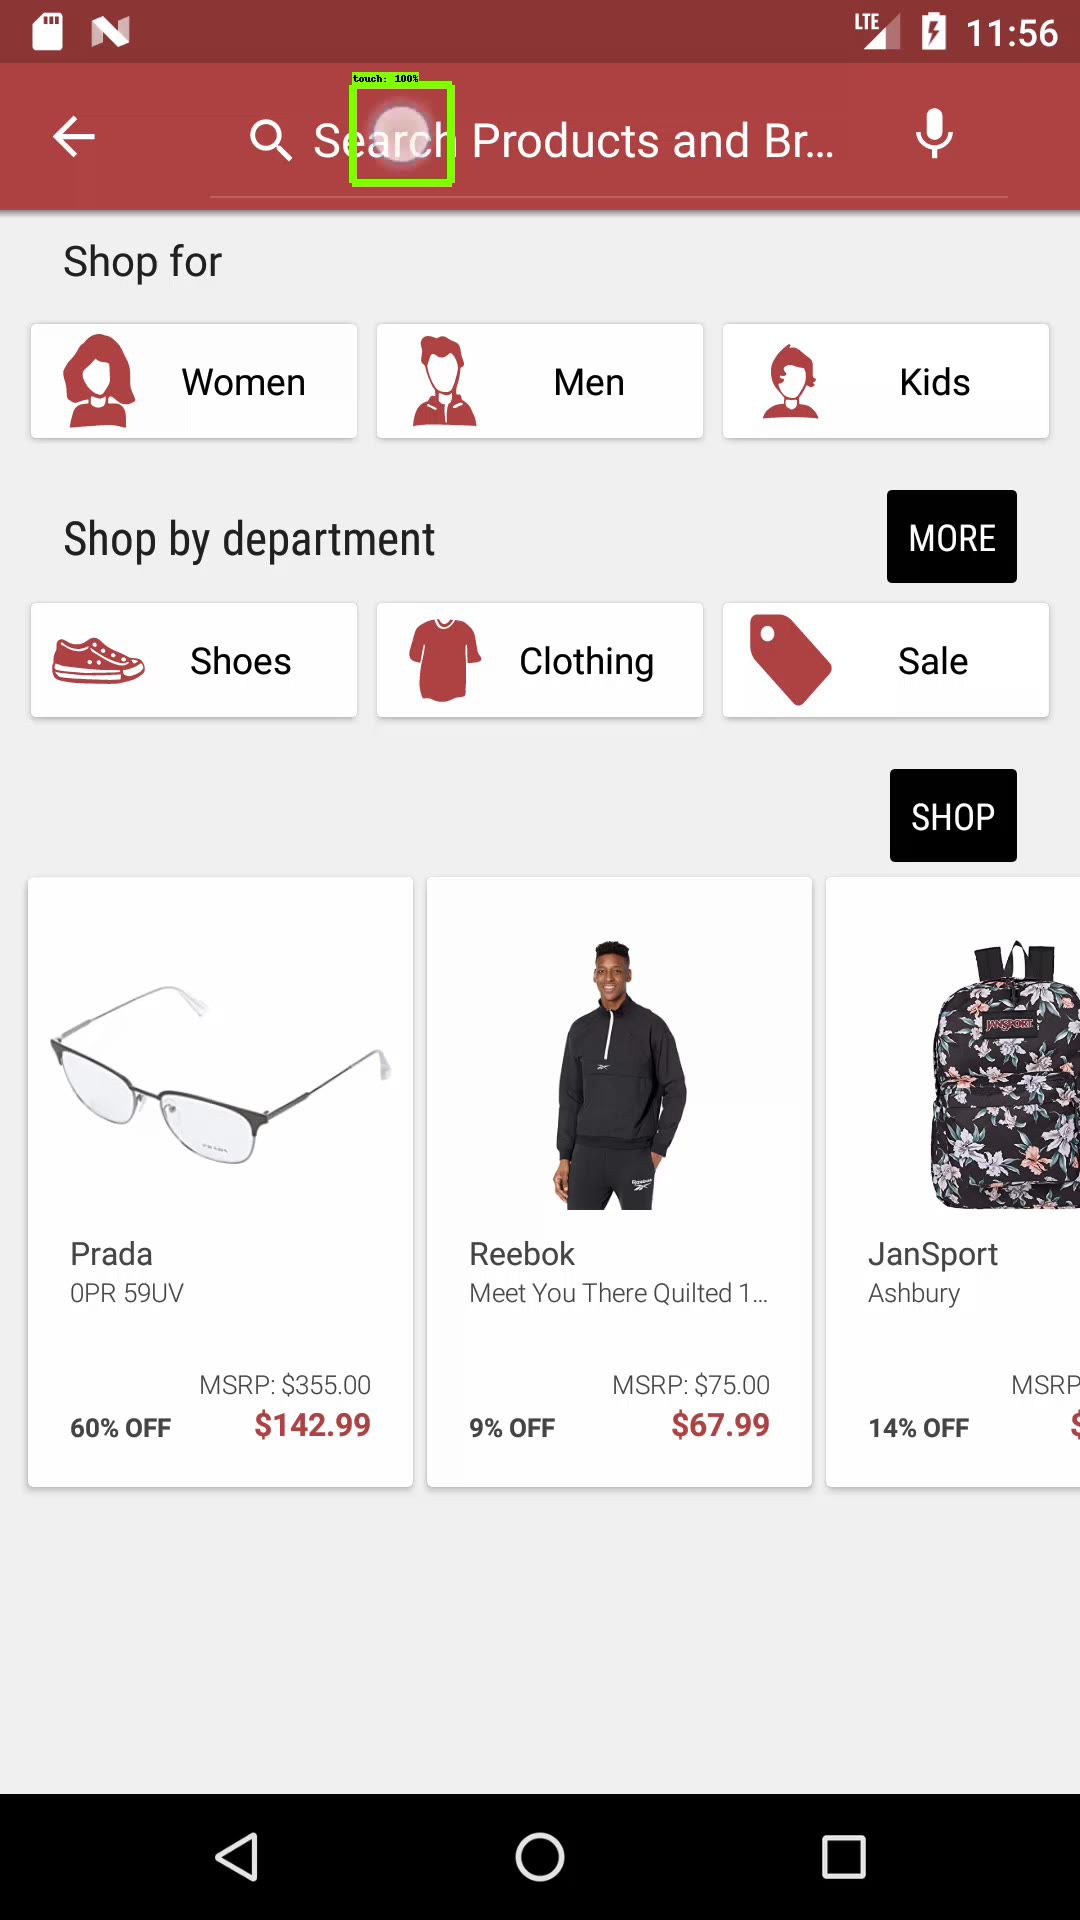 LTE 11:56
touch: 100%
Search Products and Br...
Shop for
Women
Men
Kids
Shop by department
MORE
Shoes
Clothing
Sale
SHOP
JANSPORT
Reebok
Prada
0PR 59UV
MSRP: $355.00
60% OFF $142.99
Reebok
Meet You There Quilted 1...
MSRP: $75.00
9% OFF $67.99
JanSport
Ashbury
MSRP
14% OFF $